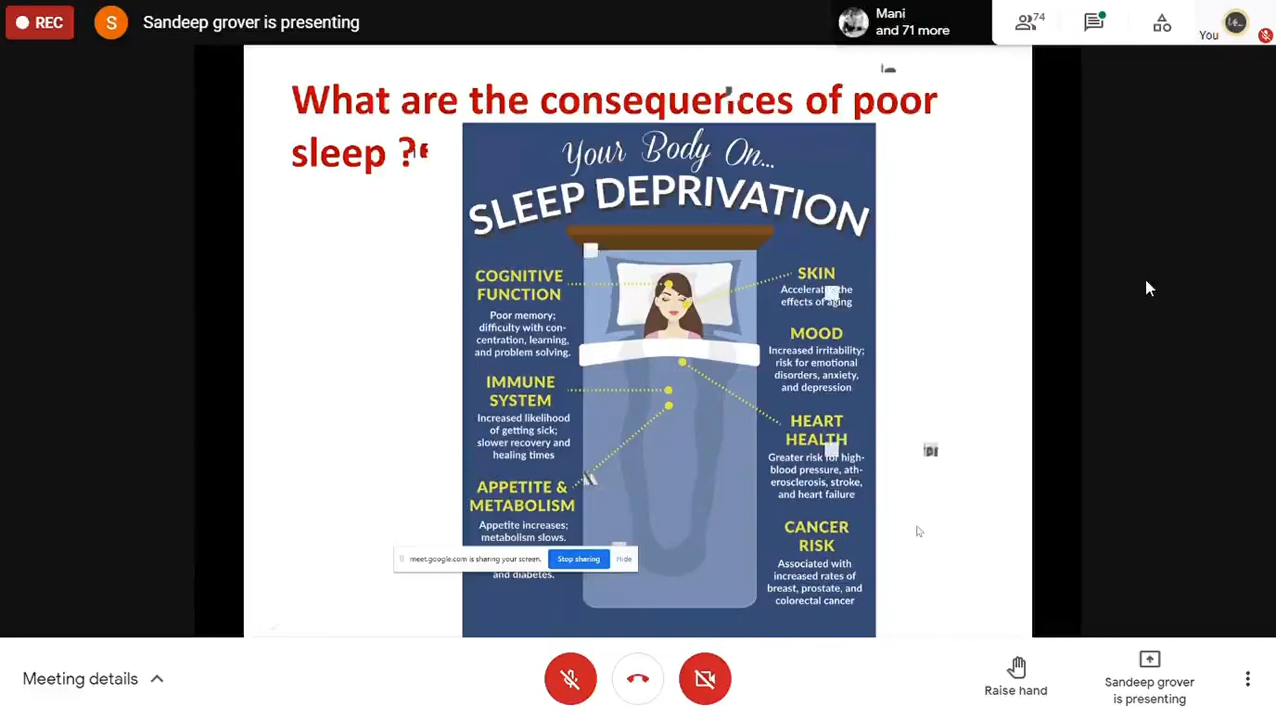 REC
S
Sandeep grover is presenting
Mani
and 71 more
74
You
What are the consequences of poor
sleep ?
Your Body On...
SLEEP DEPRIVATION
COGNITIVE
FUNCTION
Poor memory;
difficulty with con-
centration, learning,
and problem solving.
IMMUNE
SYSTEM
Increased likelihood
of getting sick;
slower recovery and
healing times
APPETITE &
METABOLISM
Appetite increases;
metabolism slows.
and diabetes.
SKIN
the
effects of aging
MOOD
Increased irritability;
risk for emotional
disorders, anxiety,
and depression
HEART
HEALTH
Greater risk for high-
blood pressure, ath-
erosclerosis, stroke,
and heart failure
CANCER
RISK
Associated with
increased rates of
breast, prostate, and
colorectal cancer
meet.google.com is sharing your screen.
Stop sharing
Hide
Meeting details
Raise hand
Sandeep grover
is presenting